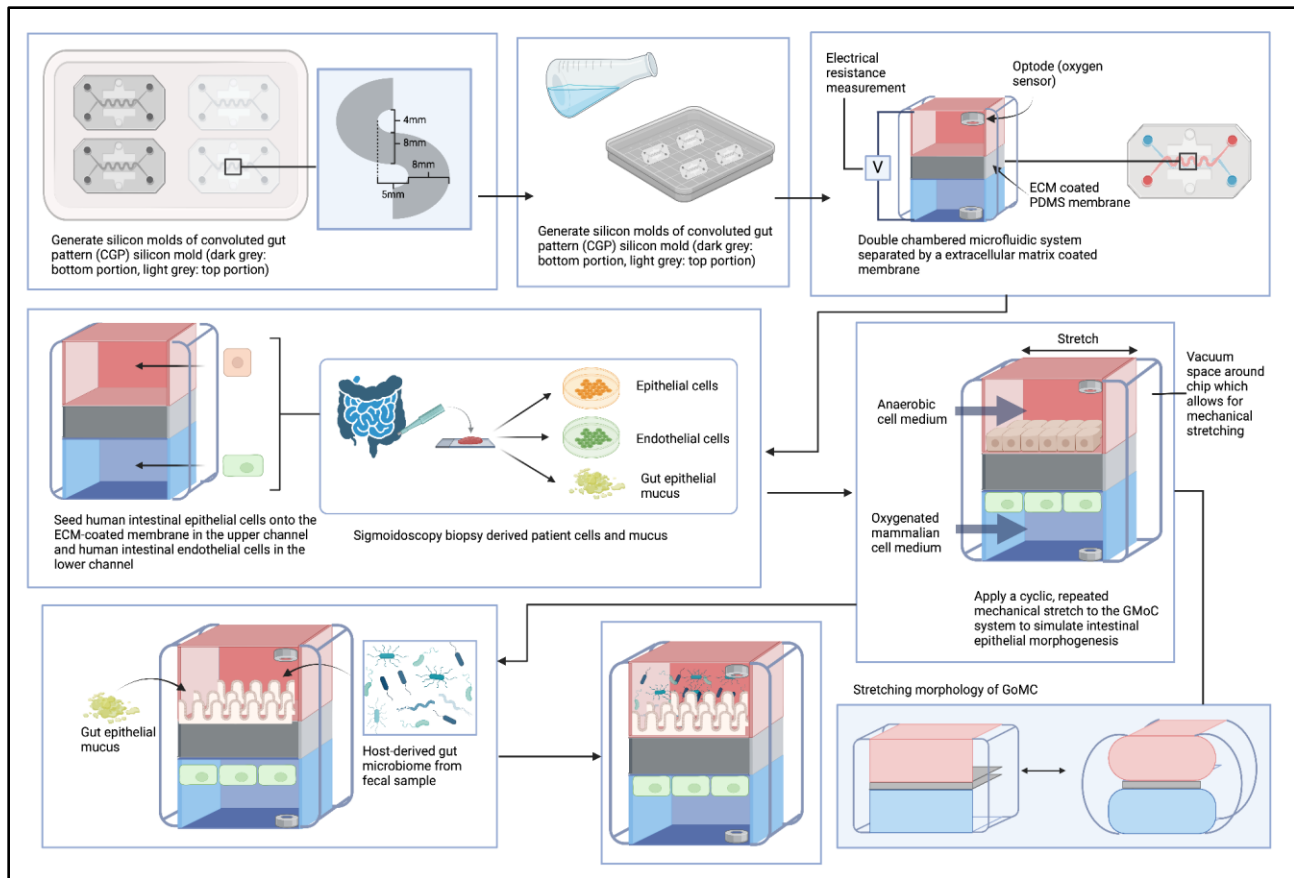 4mm
8mm
8mm
5mm
Generate silicon molds of convoluted gut
pattern (CGP) silicon mold (dark grey:
bottom portion, light grey: top portion)
Generate silicon molds of convoluted gut
pattern (CGP) silicon mold (dark grey:
bottom portion, light grey: top portion)
Electrical
resistance
measurement
Optode (oxygen
sensor)
V
ECM coated
PDMS membrane
Double chambered microfluidic system
separated by a extracellular matrix coated
membrane
Seed human intestinal epithelial cells onto the
ECM-coated membrane in the upper channel
and human intestinal endothelial cells in the
lower channel
Epithelial cells
Endothelial cells
Gut epithelial
mucus
Sigmoidoscopy biopsy derived patient cells and mucus
Stretch
Anaerobic
cell medium
Vacuum
space around
chip which
allows for
mechanical
stretching
Oxygenated
mammalian
cell medium
Apply a cyclic, repeated
mechanical stretch to the GMoC
system to simulate intestinal
epithelial morphogenesis
Gut epithelial
mucus
Host-derived gut
microbiome from
fecal sample
Stretching morphology of GoMC